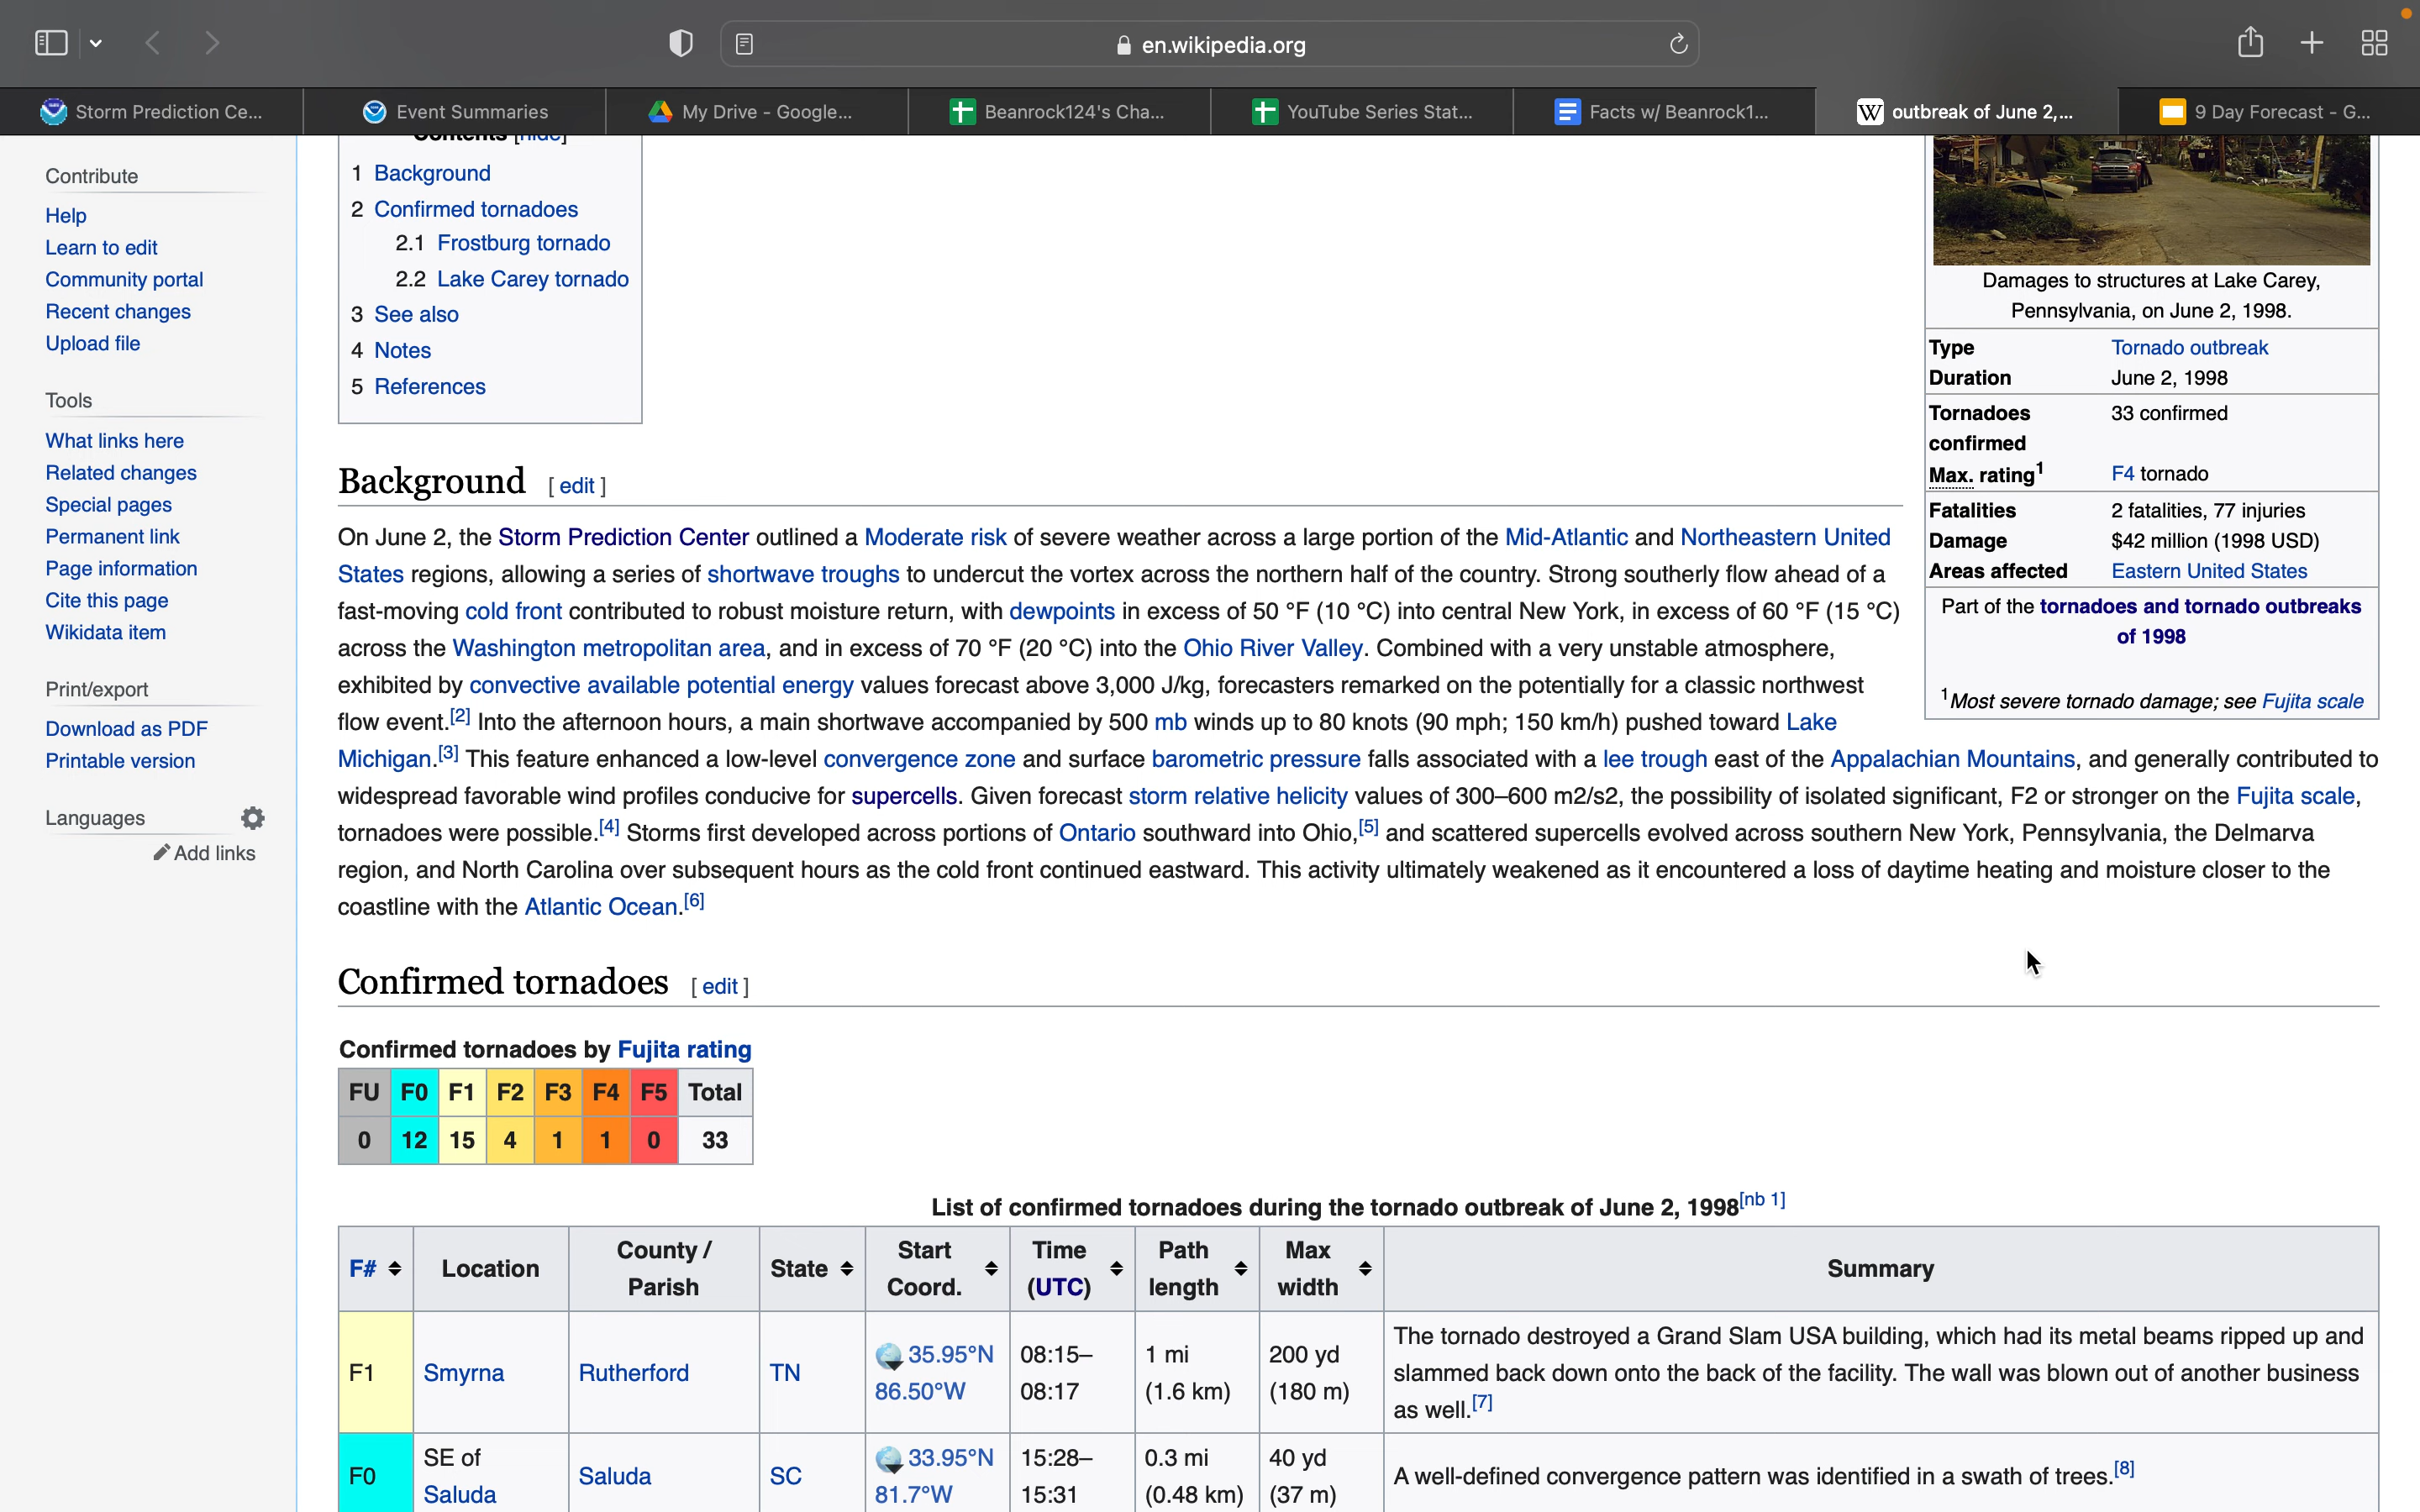 en.wikipedia.org
Storm Prediction Ce...
Event Summaries
My Drive - Google...
Beanrock124's Cha...
YouTube Series Stat...
Facts w/ Beanrock1...
W outbreak of June 2,...
9 Day Forecast - G...
Contribute
Help
Learn to edit
Community portal
Recent changes
Upload file
Tools
What links here
Related changes
Special pages
Permanent link
Page information
Cite this page
Wikidata item
Print/export
Download as PDF
Printable version
Languages
Add links
Contents [hide]
1 Background
2 Confirmed tornadoes
2.1 Frostburg tornado
2.2 Lake Carey tornado
3 See also
4 Notes
5 References
Damages to structures at Lake Carey,
Pennsylvania, on June 2, 1998.
Type Tornado outbreak
Duration June 2, 1998
Tornadoes 33 confirmed
confirmed
Max. rating1 F4 tornado
Fatalities 2 fatalities, 77 injuries
Damage $42 million (1998 USD)
Areas affected Eastern United States
Part of the tornadoes and tornado outbreaks
of 1998
1Most severe tornado damage; see Fujita scale
Background [ edit ]
On June 2, the Storm Prediction Center outlined a Moderate risk of severe weather across a large portion of the Mid-Atlantic and Northeastern United
States regions, allowing a series of shortwave troughs to undercut the vortex across the northern half of the country. Strong southerly flow ahead of a
fast-moving cold front contributed to robust moisture return, with dewpoints in excess of 50 °F (10 °C) into central New York, in excess of 60 °F (15 °C)
across the Washington metropolitan area, and in excess of 70 °F (20 °C) into the Ohio River Valley. Combined with a very unstable atmosphere,
exhibited by convective available potential energy values forecast above 3,000 J/kg, forecasters remarked on the potentially for a classic northwest
flow event.[2] Into the afternoon hours, a main shortwave accompanied by 500 mb winds up to 80 knots (90 mph; 150 km/h) pushed toward Lake
Michigan.[3] This feature enhanced a low-level convergence zone and surface barometric pressure falls associated with a lee trough east of the Appalachian Mountains, and generally contributed to
widespread favorable wind profiles conducive for supercells. Given forecast storm relative helicity values of 300–600 m2/s2, the possibility of isolated significant, F2 or stronger on the Fujita scale,
tornadoes were possible.[4] Storms first developed across portions of Ontario southward into Ohio,[5] and scattered supercells evolved across southern New York, Pennsylvania, the Delmarva
region, and North Carolina over subsequent hours as the cold front continued eastward. This activity ultimately weakened as it encountered a loss of daytime heating and moisture closer to the
coastline with the Atlantic Ocean.[6]
Confirmed tornadoes [ edit ]
Confirmed tornadoes by Fujita rating
FU F0 F1 F2 F3 F4 F5 Total
0 12 15 4 1 1 0 33
List of confirmed tornadoes during the tornado outbreak of June 2, 1998[nb 1]
F# Location County / Parish State Start Coord. Time (UTC) Path length Max width Summary
F1 Smyrna Rutherford TN 35.95°N 86.50°W 08:15–08:17 1 mi (1.6 km) 200 yd (180 m) The tornado destroyed a Grand Slam USA building, which had its metal beams ripped up and
slammed back down onto the back of the facility. The wall was blown out of another business
as well.[7]
F0 SE of Saluda Saluda SC 33.95°N 81.7°W 15:28–15:31 0.3 mi (0.48 km) 40 yd (37 m) A well-defined convergence pattern was identified in a swath of trees.[8]